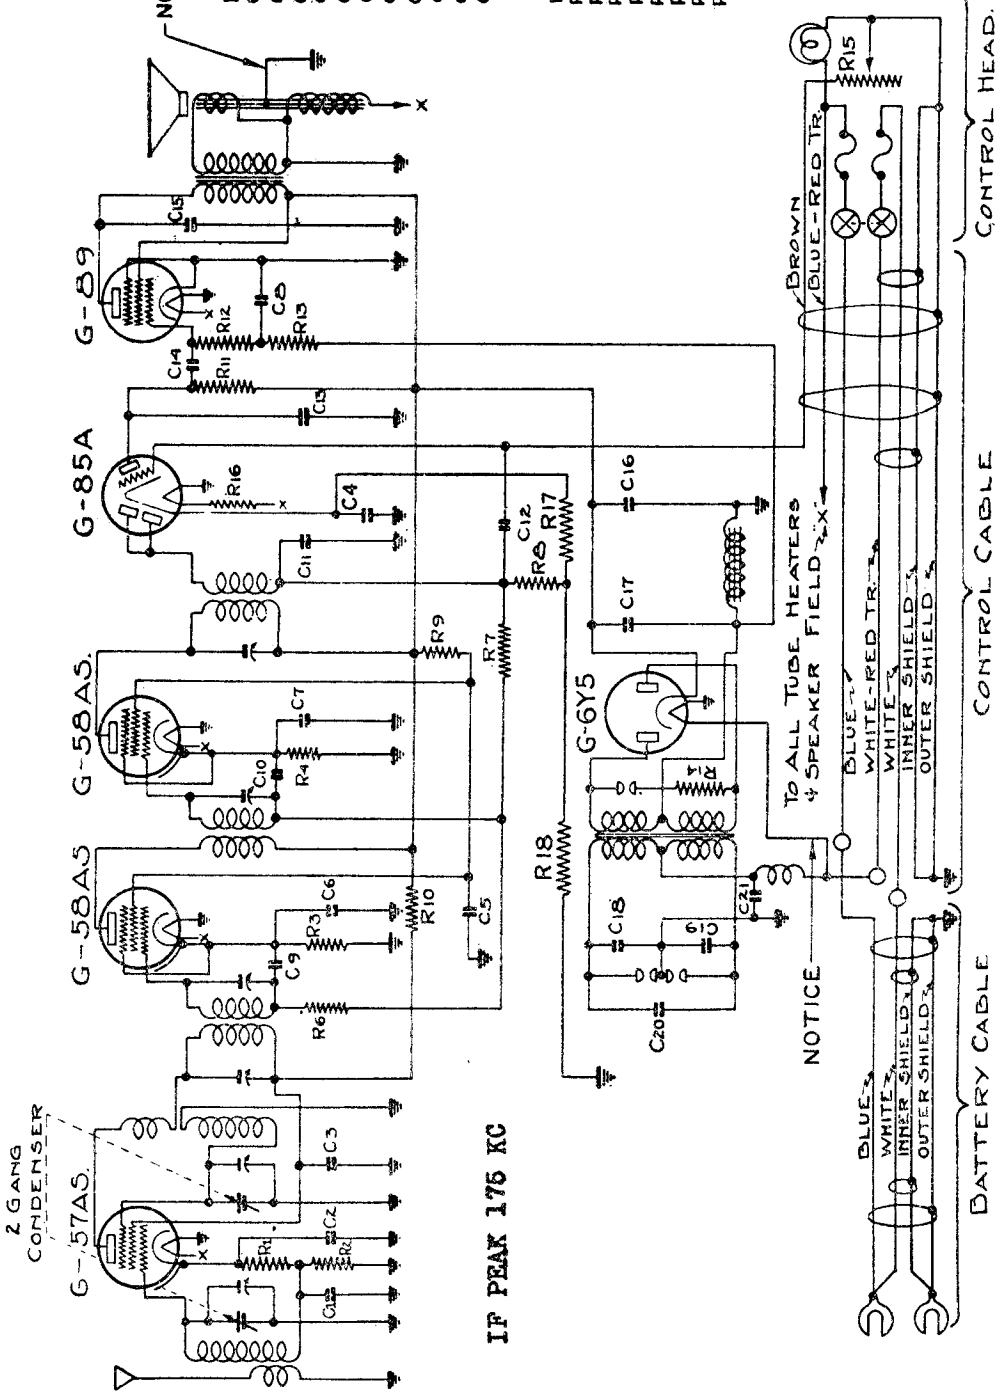 2 GANG
CONDENSER
G-57AS.
G-58AS
G-58AS.
G-85A
G-89
C1
C2
R1
R2
C3
R6
C9
R3
C6
R10
C5
C10
R4
C7
R9
R7
C11
C4
R16
x
C12
R8
R17
C13
C14
R11
R12
C8
R13
C15
X
NO
IF PEAK 175 KC
R18
C20
C18
C19
C21
G-6Y5
R14
C17
C16
NOTICE
TO ALL TUBE HEATERS
& SPEAKER FIELD "X"
BLUE
WHITE
INNER SHIELD
OUTER SHIELD
BATTERY CABLE
BLUE
WHITE-RED TR.
WHITE
INNER SHIELD
OUTER SHIELD
CONTROL CABLE
BROWN
BLUE-RED TR.
R15
CONTROL HEAD.